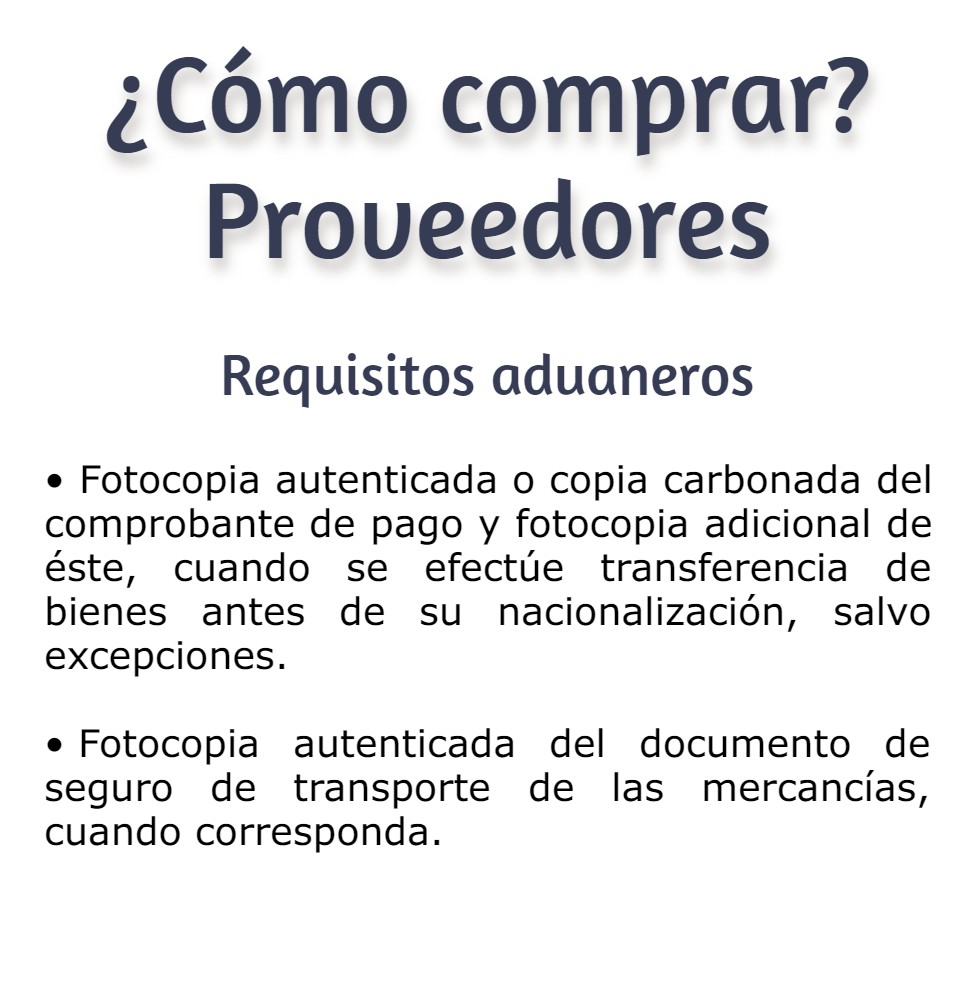 ¿Cómo comprar?
Proveedores
Requisitos aduaneros
• Fotocopia autenticada o copia carbonada del
comprobante de pago y fotocopia adicional de
éste, cuando se efectúe transferencia de
bienes antes de su nacionalización, salvo
excepciones.
• Fotocopia autenticada del documento de
seguro de transporte de las mercancías,
cuando corresponda.